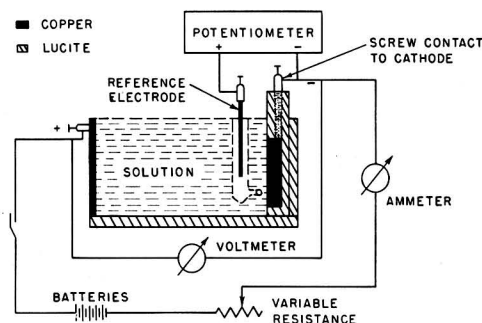 COPPER
LUCITE
POTENTIOMETER
+ −
SCREW CONTACT
TO CATHODE
REFERENCE
ELECTRODE
−
+
SOLUTION
AMMETER
VOLTMETER
BATTERIES
VARIABLE
RESISTANCE